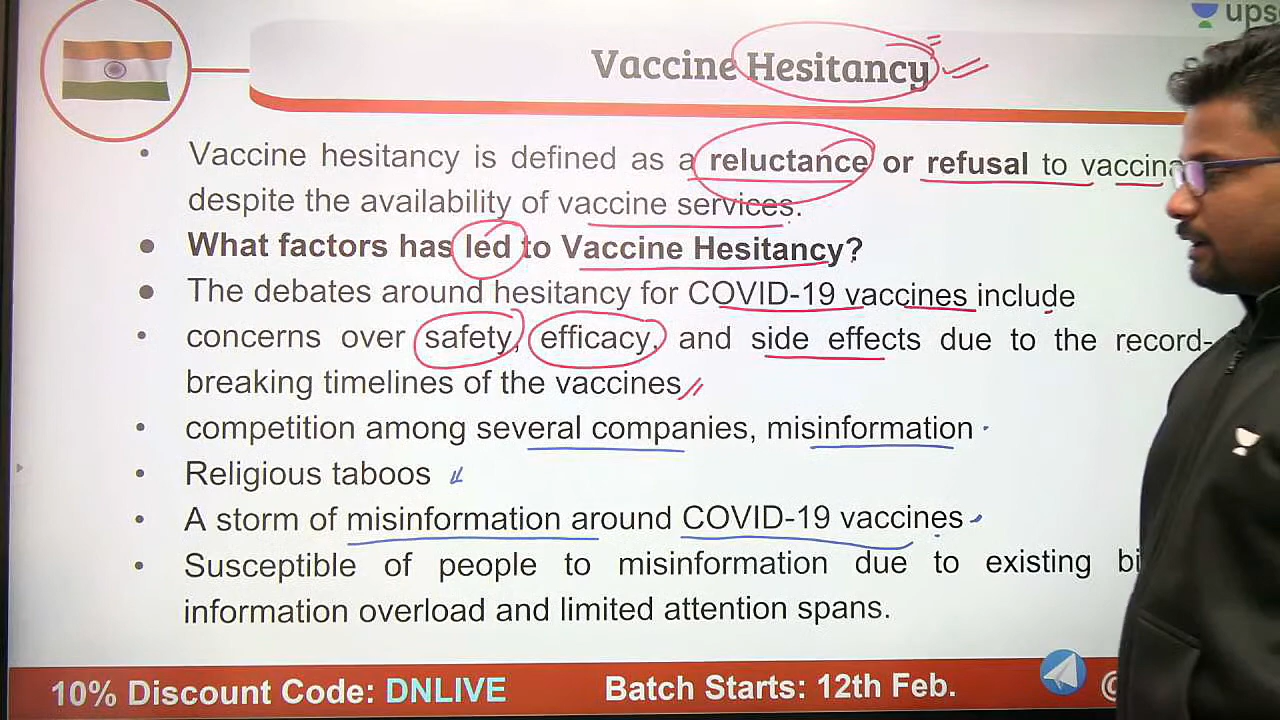 upsc
Vaccine Hesitancy
• Vaccine hesitancy is defined as a reluctance or refusal to
despite the availability of vaccine services.
• What factors has led to Vaccine Hesitancy?
• The debates around hesitancy for COVID-19 vaccines include
• concerns over safety, efficacy, and side effects due to the record-
breaking timelines of the vaccines
• competition among several companies, misinformation
• Religious taboos
• A storm of misinformation around COVID-19 vaccines
• Susceptible of people to misinformation due to existing
information overload and limited attention spans.
10% Discount Code: DNLIVE
Batch Starts: 12th Feb.
@